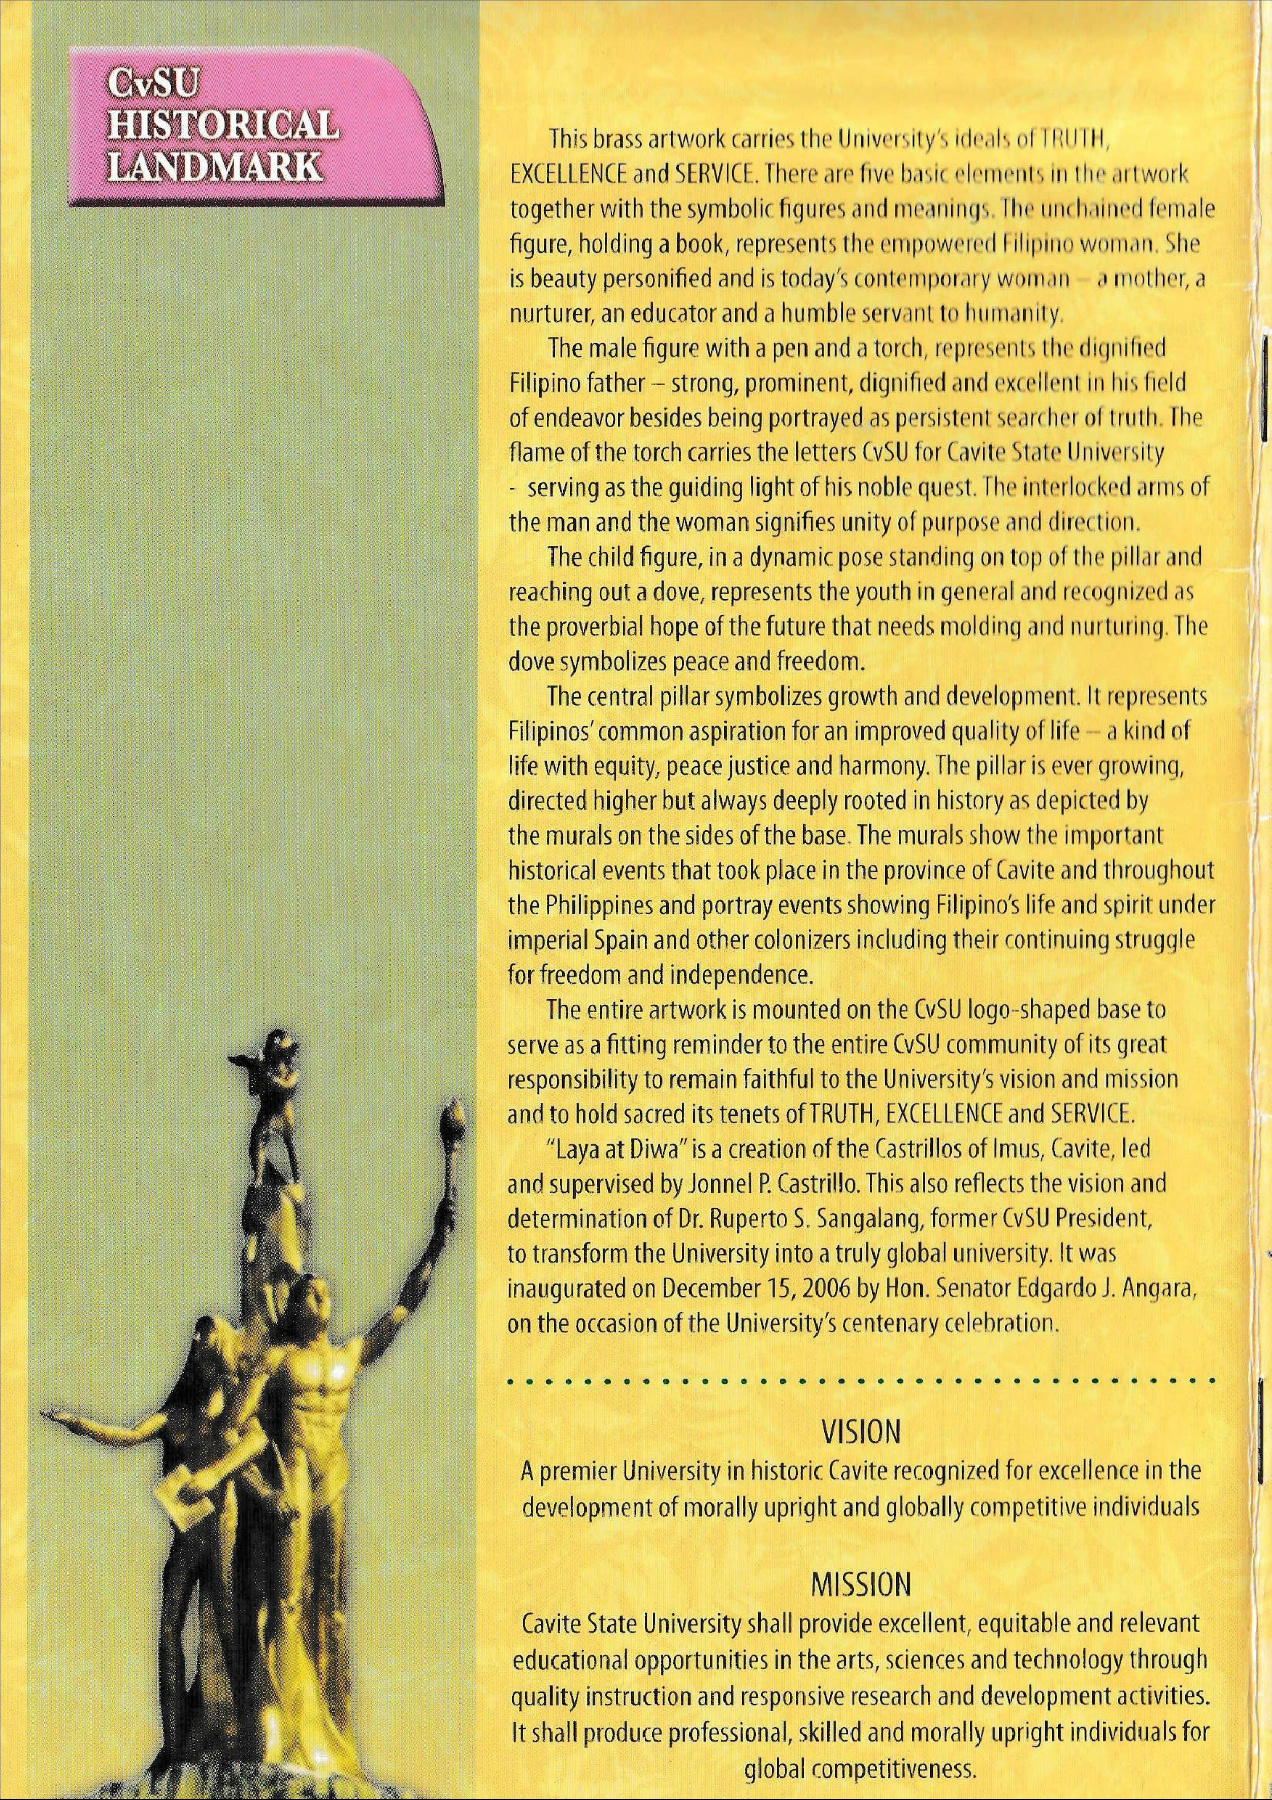 CvSU
HISTORICAL
LANDMARK
This brass artwork carries the University's ideals of TRUTH,
EXCELLENCE and SERVICE. There are five basic elements in the artwork
together with the symbolic figures and meanings. The unchained female
figure, holding a book, represents the empowered Filipino woman. She
is beauty personified and is today's contemporary woman – a mother, a
nurturer, an educator and a humble servant to humanity.
The male figure with a pen and a torch, represents the dignified
Filipino father – strong, prominent, dignified and excellent in his field
of endeavor besides being portrayed as persistent searcher of truth. The
flame of the torch carries the letters CvSU for Cavite State University
- serving as the guiding light of his noble quest. The interlocked arms of
the man and the woman signifies unity of purpose and direction.
The child figure, in a dynamic pose standing on top of the pillar and
reaching out a dove, represents the youth in general and recognized as
the proverbial hope of the future that needs molding and nurturing. The
dove symbolizes peace and freedom.
The central pillar symbolizes growth and development. It represents
Filipinos' common aspiration for an improved quality of life – a kind of
life with equity, peace justice and harmony. The pillar is ever growing,
directed higher but always deeply rooted in history as depicted by
the murals on the sides of the base. The murals show the important
historical events that took place in the province of Cavite and throughout
the Philippines and portray events showing Filipino's life and spirit under
imperial Spain and other colonizers including their continuing struggle
for freedom and independence.
The entire artwork is mounted on the CvSU logo-shaped base to
serve as a fitting reminder to the entire CvSU community of its great
responsibility to remain faithful to the University's vision and mission
and to hold sacred its tenets of TRUTH, EXCELLENCE and SERVICE.
"Laya at Diwa" is a creation of the Castrillos of Imus, Cavite, led
and supervised by Jonnel P. Castrillo. This also reflects the vision and
determination of Dr. Ruperto S. Sangalang, former CvSU President,
to transform the University into a truly global university. It was
inaugurated on December 15, 2006 by Hon. Senator Edgardo J. Angara,
on the occasion of the University's centenary celebration.
VISION
A premier University in historic Cavite recognized for excellence in the
development of morally upright and globally competitive individuals
MISSION
Cavite State University shall provide excellent, equitable and relevant
educational opportunities in the arts, sciences and technology through
quality instruction and responsive research and development activities.
It shall produce professional, skilled and morally upright individuals for
global competitiveness.